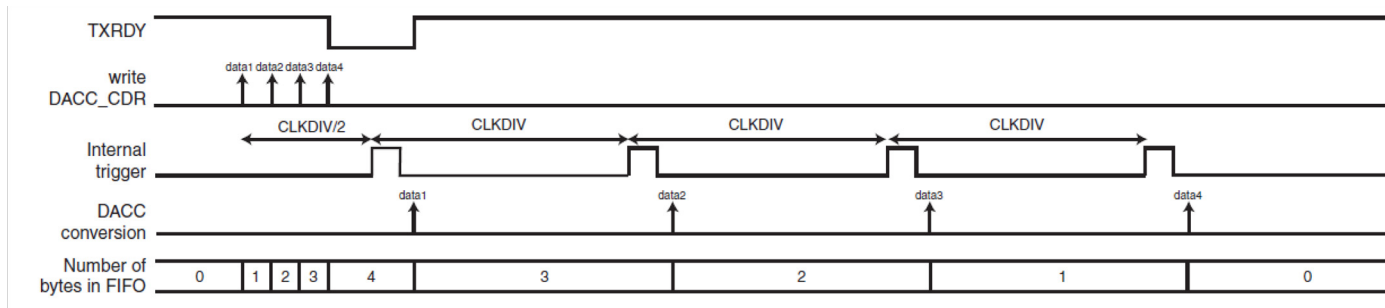 TXRDY
write
DACC_CDR
data1 data2 data3 data4
CLKDIV/2 CLKDIV CLKDIV CLKDIV
Internal
trigger
DACC
conversion
data1 data2 data3 data4
Number of
bytes in FIFO
0 1 2 3 4 3 2 1 0